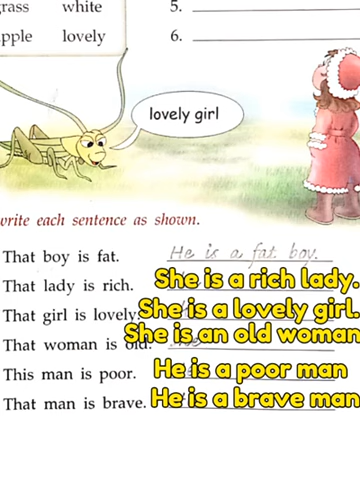 rass white 5.
pple lovely 6.
lovely girl
write each sentence as shown.
That boy is fat. He is a fat boy.
That lady is rich. She is a rich lady.
That girl is lovely. She is a lovely girl.
That woman is old. She is an old woman
This man is poor. He is a poor man
That man is brave. He is a brave man